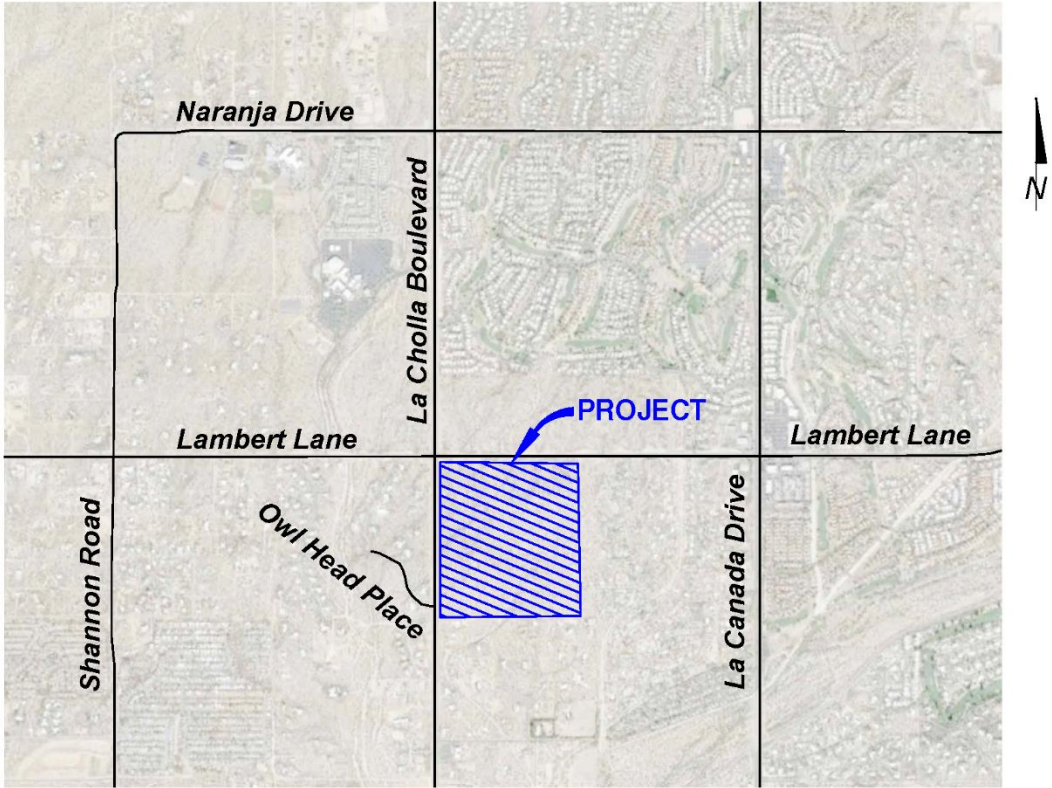 Naranja Drive
N
La Cholla Boulevard
PROJECT
Lambert Lane
Lambert Lane
Owl Head Place
Shannon Road
La Canada Drive